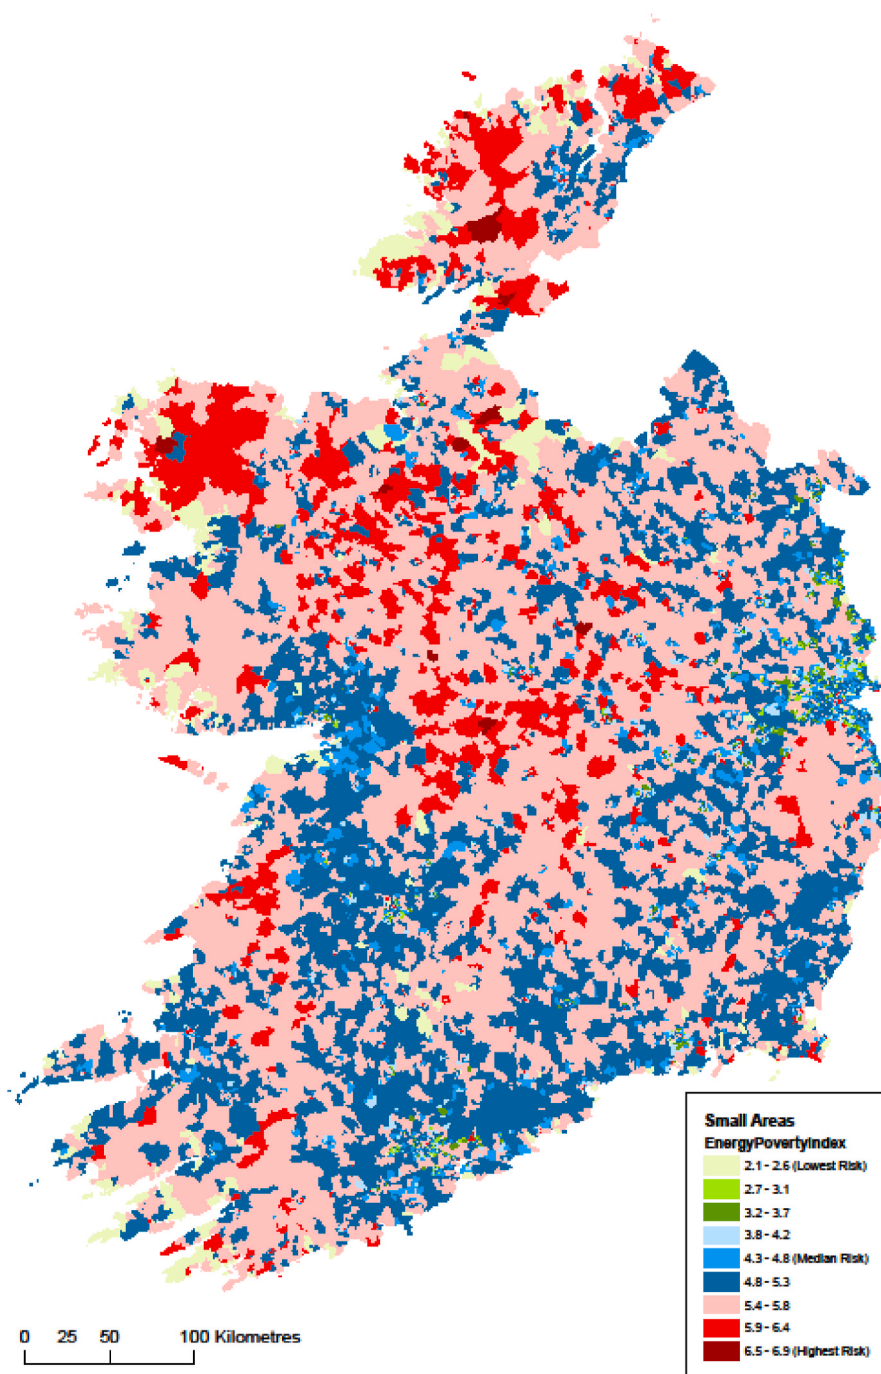 Small Areas
EnergyPovertyIndex
2.1 - 2.6 (Lowest Risk)
2.7 - 3.1
3.2 - 3.7
3.8 - 4.2
4.3 - 4.8 (Median Risk)
4.8 - 5.3
5.4 - 5.8
5.9 - 6.4
6.5 - 6.9 (Highest Risk)
0 25 50 100 Kilometres